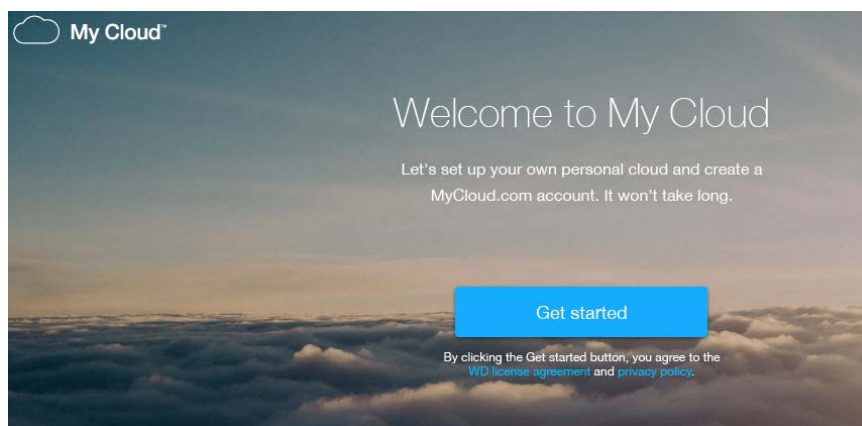 My Cloud™
Welcome to My Cloud
Let's set up your own personal cloud and create a
MyCloud.com account. It won't take long.
Get started
By clicking the Get started button, you agree to the
WD license agreement and privacy policy.